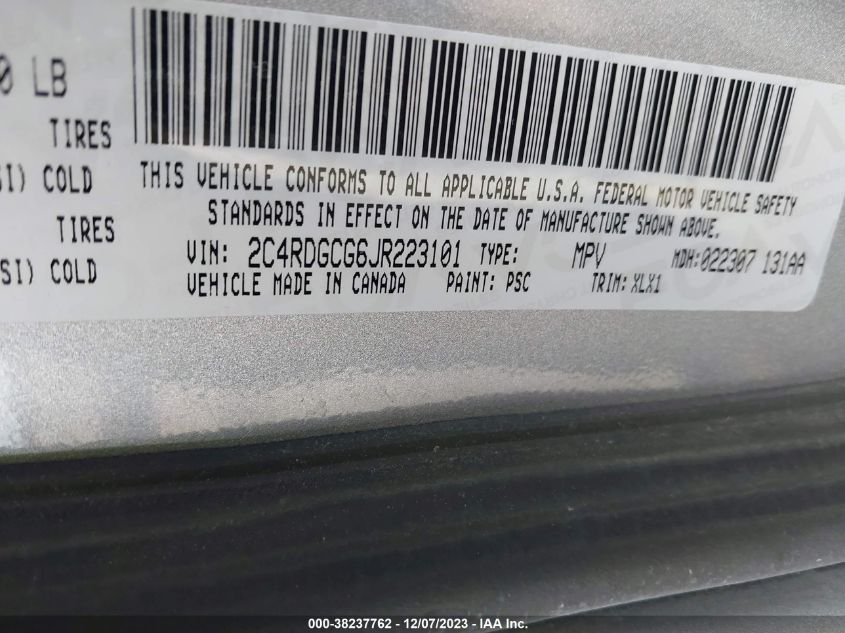 0 LB
TIRES
SI) COLD
TIRES
SI) COLD
THIS VEHICLE CONFORMS TO ALL APPLICABLE U.S.A. FEDERAL MOTOR VEHICLE SAFETY
STANDARDS IN EFFECT ON THE DATE OF MANUFACTURE SHOWN ABOVE.
VIN: 2C4RDGCG6JR223101 TYPE: MPV MDH:022307 131AA
VEHICLE MADE IN CANADA PAINT: PSC TRIM: XLX1
000-38237762 - 12/07/2023 - IAA Inc.